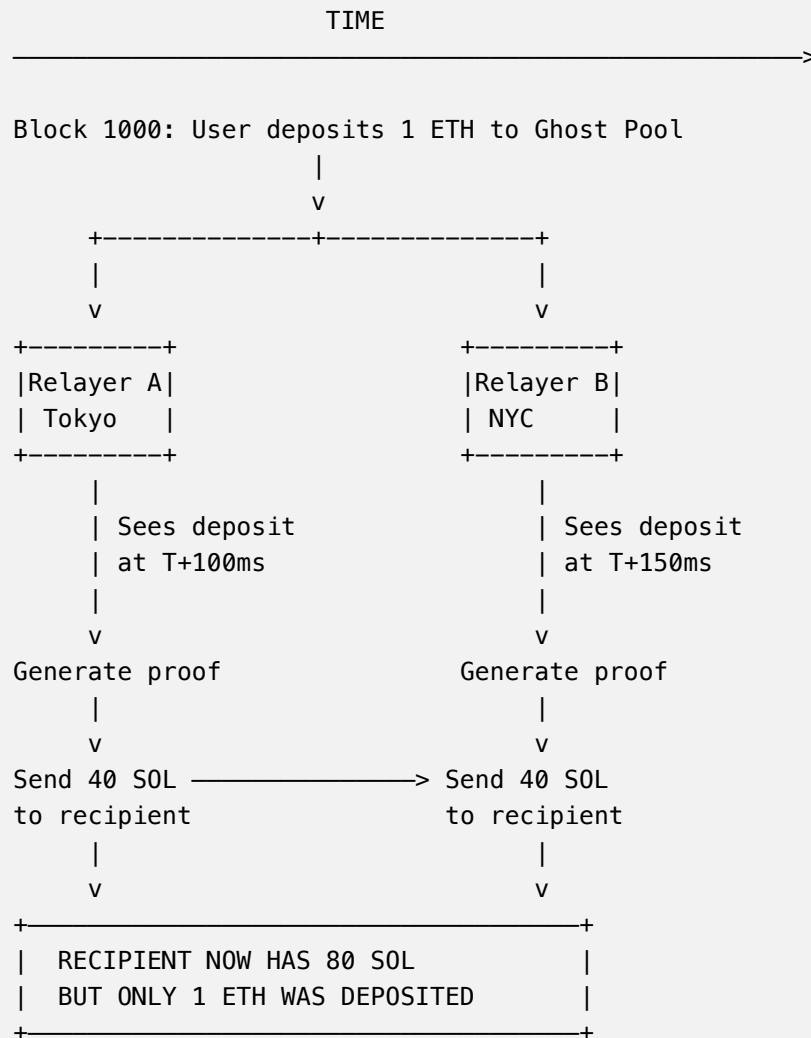 TIME
Block 1000: User deposits 1 ETH to Ghost Pool
|Relayer A| |Relayer B|
| Tokyo | | NYC |
| Sees deposit | Sees deposit
| at T+100ms | at T+150ms
Generate proof Generate proof
Send 40 SOL ———————————————> Send 40 SOL
to recipient to recipient
| RECIPIENT NOW HAS 80 SOL |
| BUT ONLY 1 ETH WAS DEPOSITED |